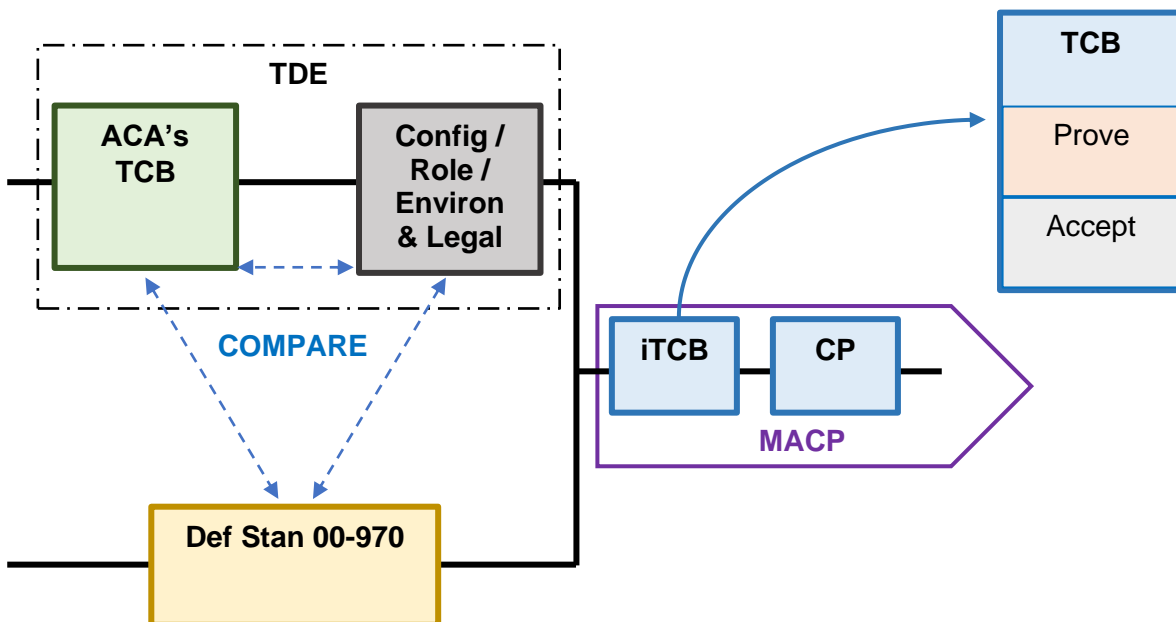 TDE
ACA's
TCB
Config /
Role /
Environ
& Legal
COMPARE
Def Stan 00-970
iTCB
CP
MACP
TCB
Prove
Accept